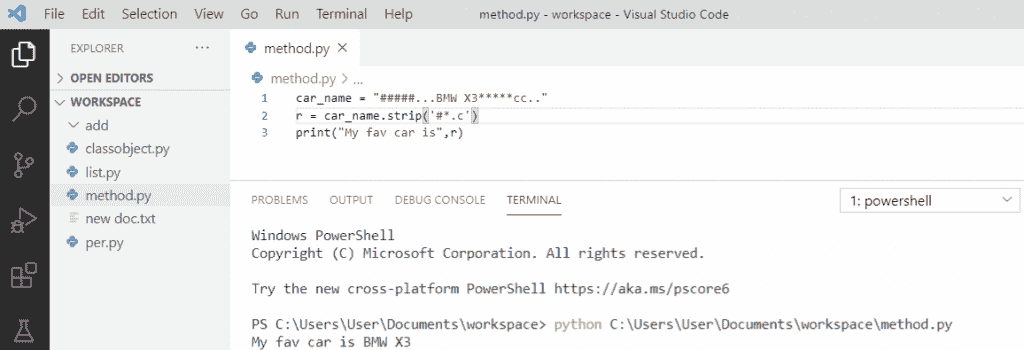 File Edit Selection View Go Run Terminal Help method.py - workspace - Visual Studio Code
EXPLORER ...
OPEN EDITORS
WORKSPACE
add
classobject.py
list.py
method.py
new doc.txt
per.py
method.py
method.py > ...
1 car_name = "#####...BMW X3*****cc.."
2 r = car_name.strip('#*.c')
3 print("My fav car is",r)
PROBLEMS OUTPUT DEBUG CONSOLE TERMINAL 1: powershell
Windows PowerShell
Copyright (C) Microsoft Corporation. All rights reserved.
Try the new cross-platform PowerShell https://aka.ms/pscore6
PS C:\Users\User\Documents\workspace> python C:\Users\User\Documents\workspace\method.py
My fav car is BMW X3